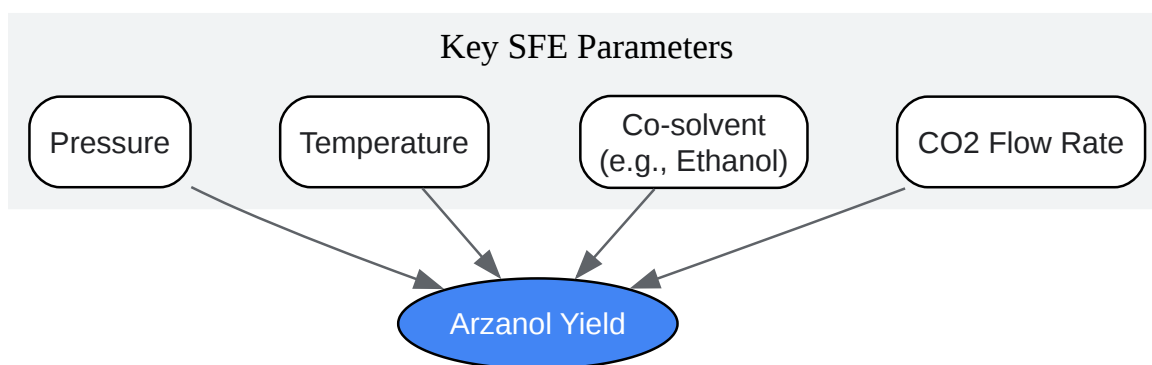 Key SFE Parameters
Pressure
Temperature
Co-solvent
(e.g., Ethanol)
CO2 Flow Rate
Arzanol Yield